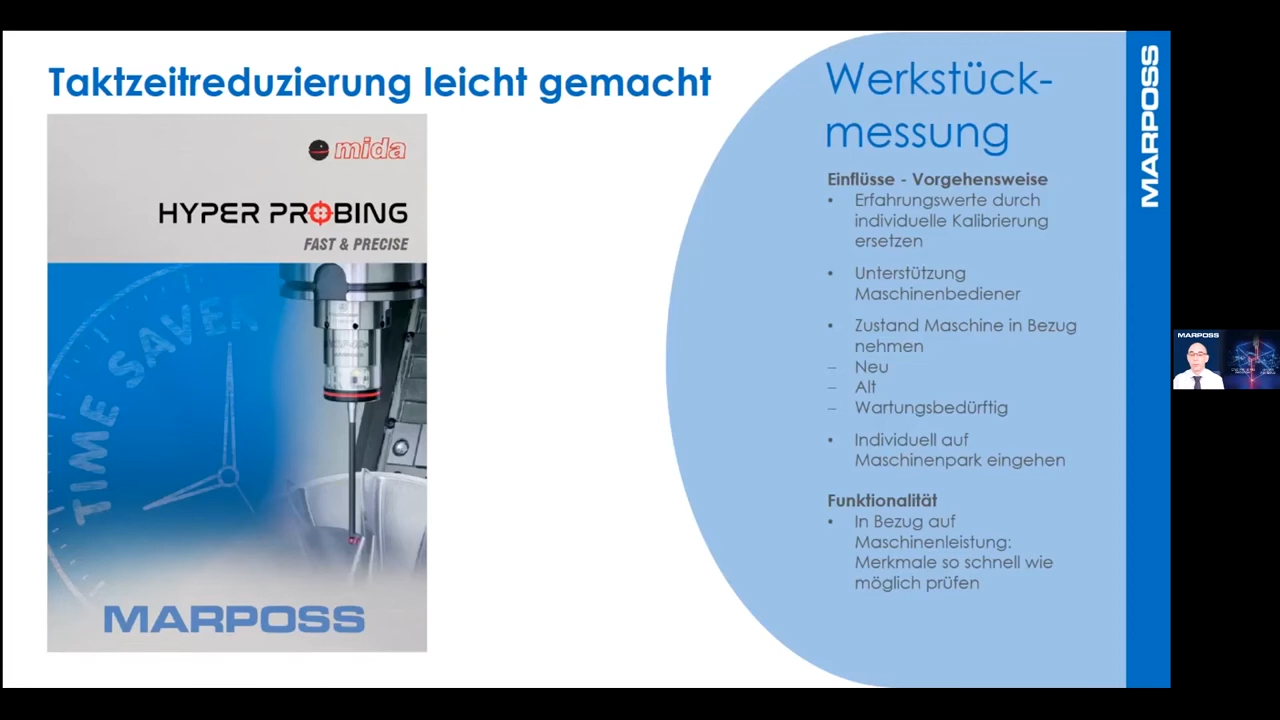 Taktzeitreduzierung leicht gemacht
mida
HYPER PROBING
FAST & PRECISE
TIME SAVER
MARPOSS
Werkstück-
messung
Einflüsse - Vorgehensweise
• Erfahrungswerte durch
individuelle Kalibrierung
ersetzen
• Unterstützung
Maschinenbediener
• Zustand Maschine in Bezug
nehmen
– Neu
– Alt
– Wartungsbedürftig
• Individuell auf
Maschinenpark eingehen
Funktionalität
• In Bezug auf
Maschinenleistung:
Merkmale so schnell wie
möglich prüfen
MARPOSS
MARPOSS